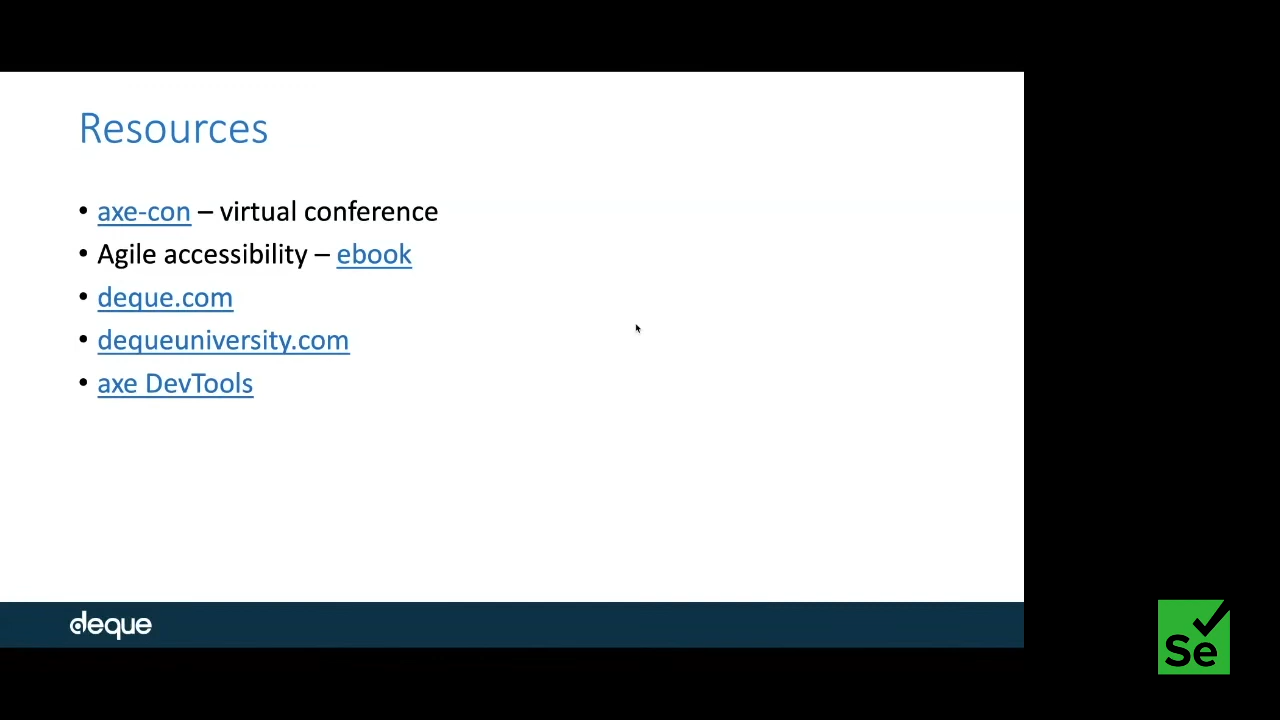 Resources
• axe-con – virtual conference
• Agile accessibility – ebook
• deque.com
• dequeuniversity.com
• axe DevTools
deque
Se